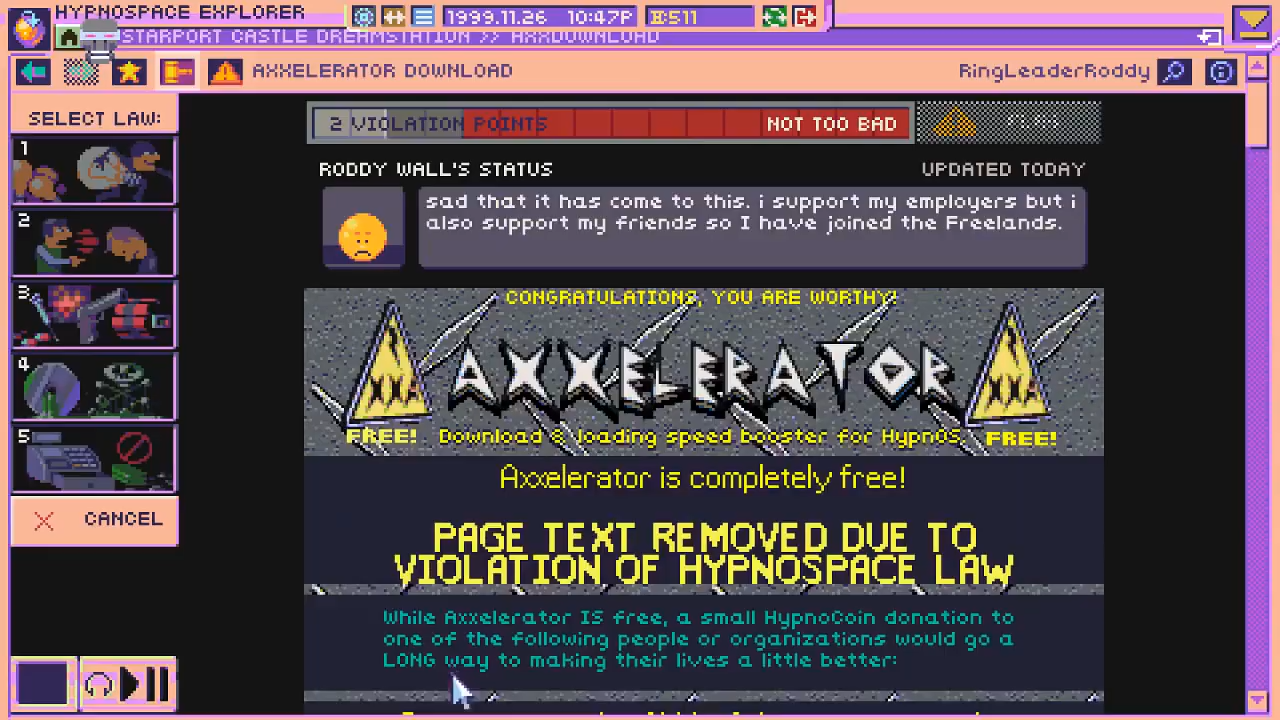 HYPNOSPACE EXPLORER
1999.11.26 10:47P
511
STARPORT CASTLE DREAMSTATION >> AXXDOWNLOAD
AXXELERATOR DOWNLOAD
RingLeaderRoddy
SELECT LAW:
1
2
3
4
5
CANCEL
2 VIOLATION POINTS
NOT TOO BAD
RODDY WALL'S STATUS
UPDATED TODAY
sad that it has come to this. i support my employers but i
also support my friends so I have joined the Freelands.
CONGRATULATIONS, YOU ARE WORTHY!
AXXELERATOR
FREE!
Download & loading speed booster for HypnOS.
FREE!
Axxelerator is completely free!
PAGE TEXT REMOVED DUE TO
VIOLATION OF HYPNOSPACE LAW
While Axxelerator IS free, a small HypnoCoin donation to
one of the following people or organizations would go a
LONG way to making their lives a little better: